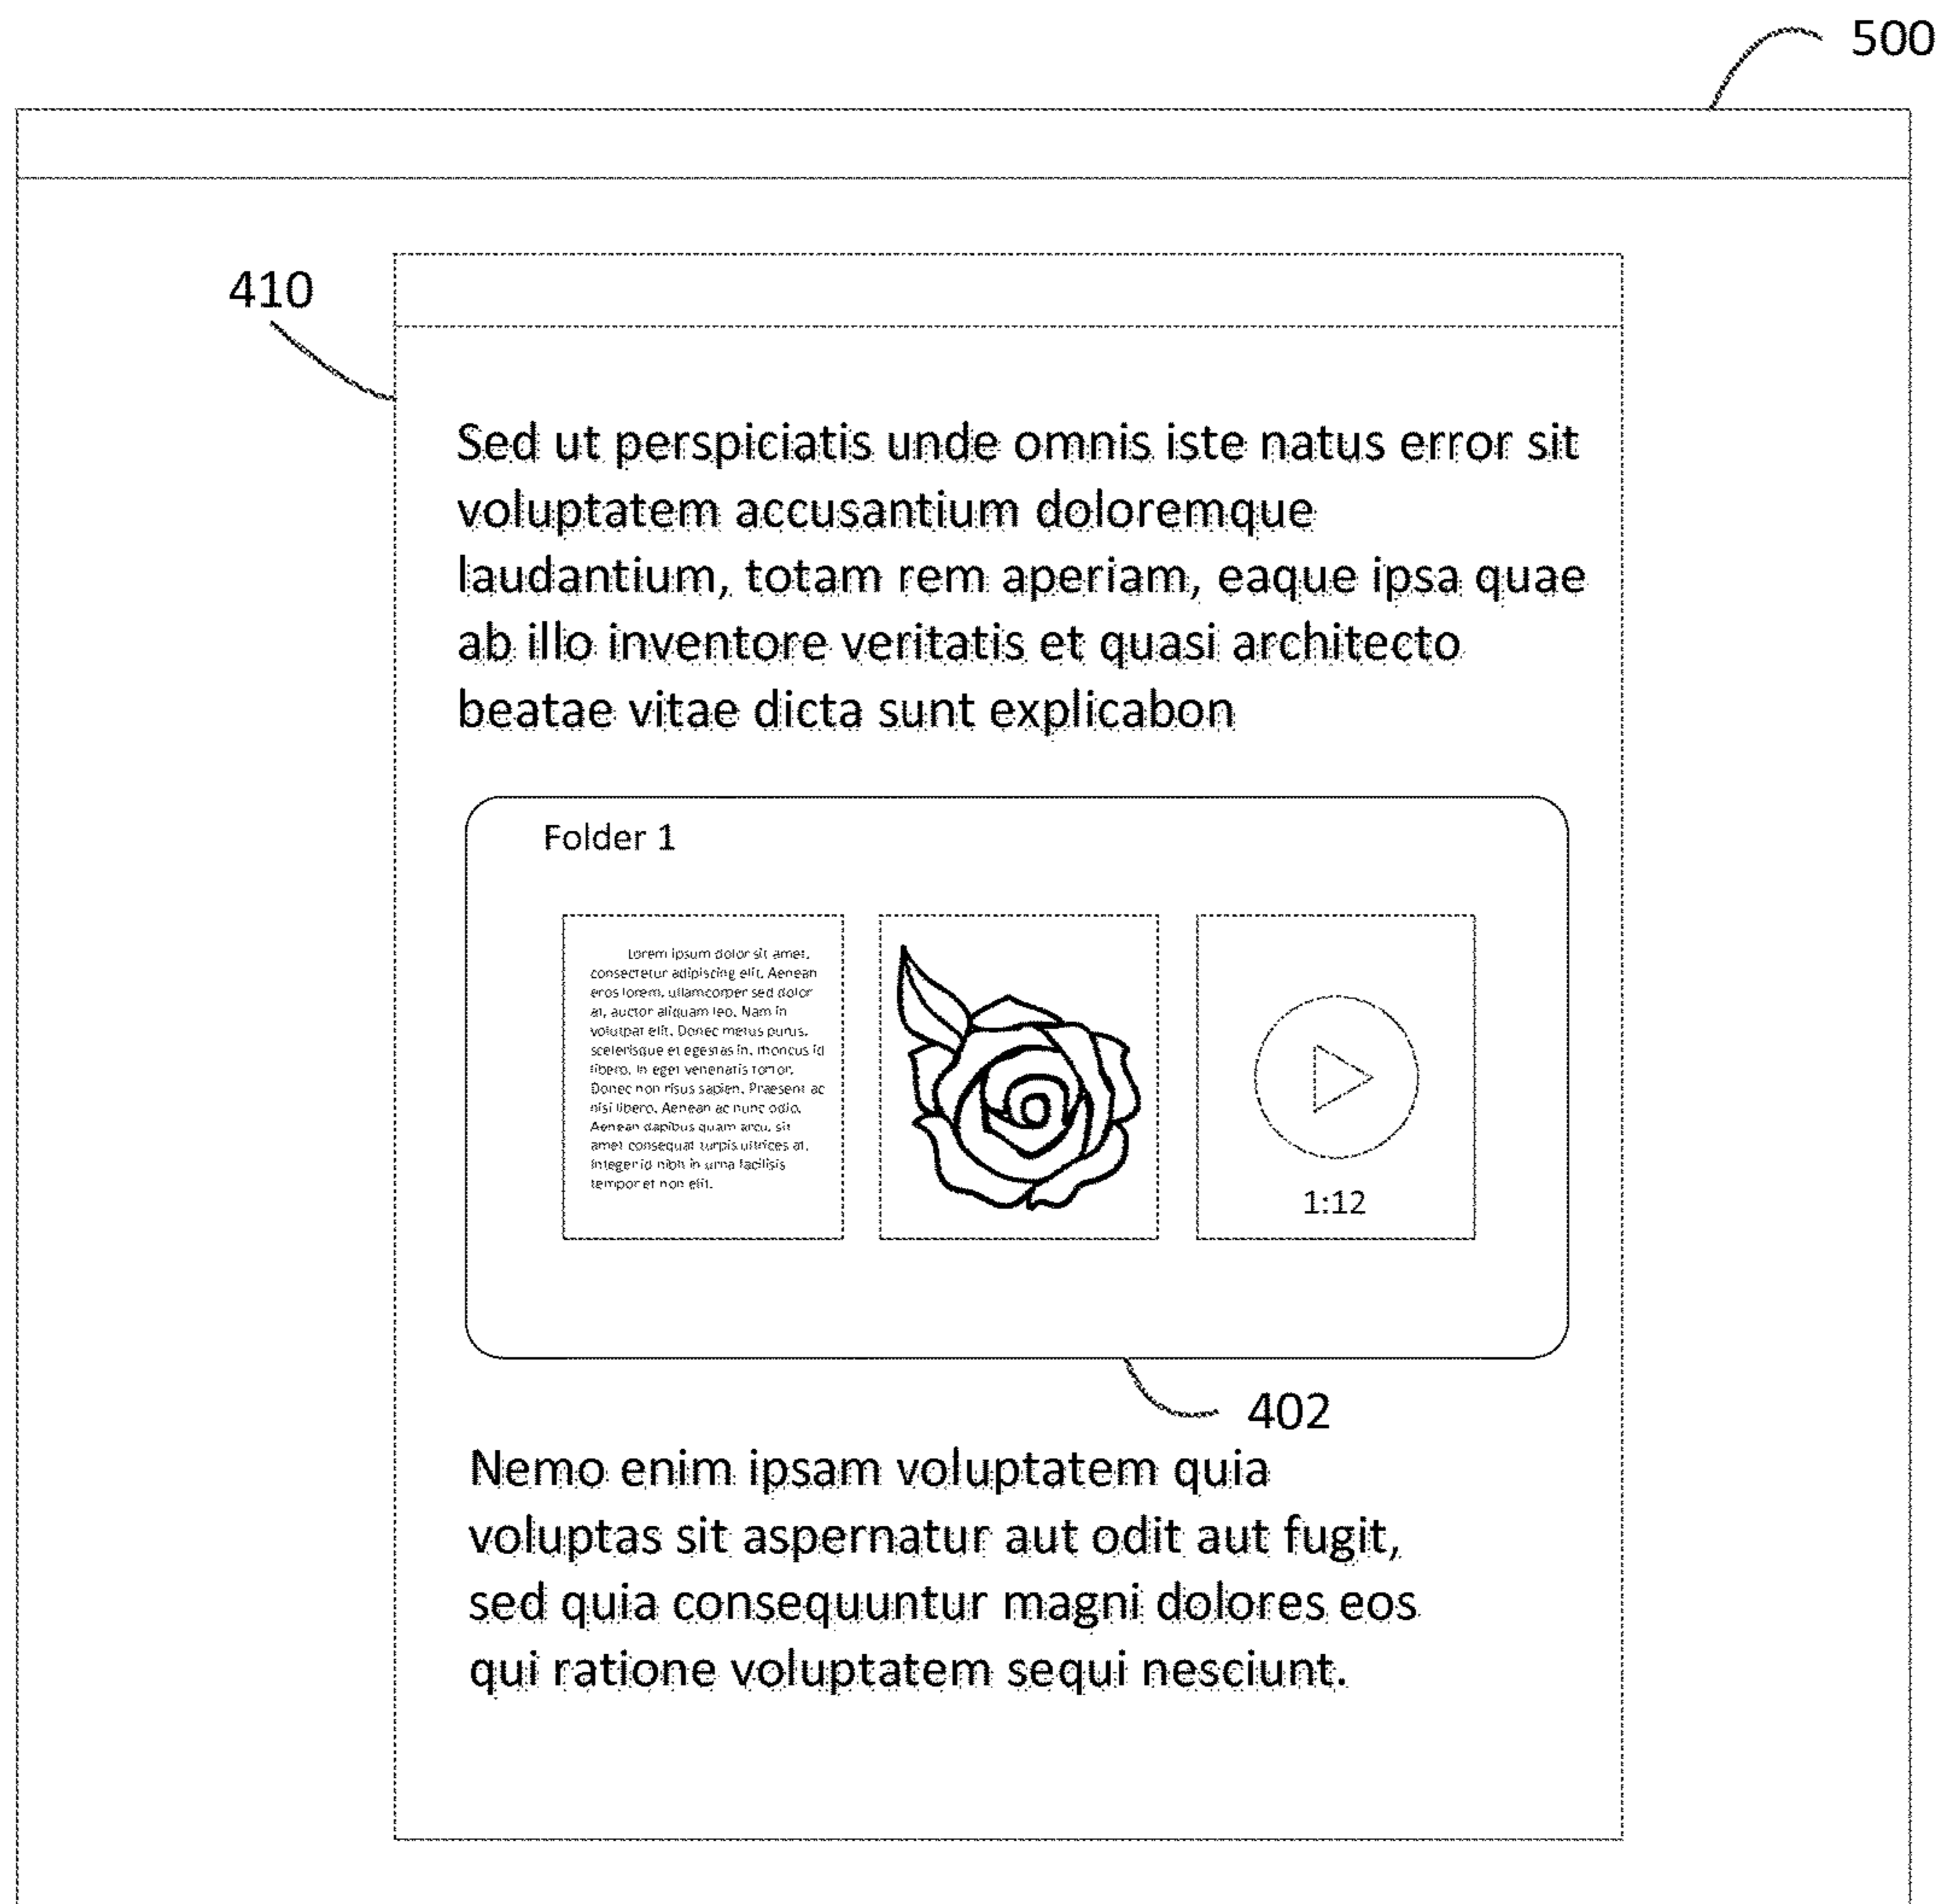 500
410
Sed ut perspiciatis unde omnis iste natus error sit
voluptatem accusantium doloremque
laudantium, totam rem aperiam, eaque ipsa quae
ab illo inventore veritatis et quasi architecto
beatae vitae dicta sunt explicabon
Folder 1
Lorem ipsum dolor sit amet,
consectetur adipiscing elit. Aenean
eros lorem, ullamcorper sed dolor
at, auctor aliquam leo. Nam in
volutpat elit. Donec metus purus,
scelerisque et egestas in, rhoncus id
libero. In eget venenatis tortor.
Donec non risus sapien. Praesent ac
nisi libero. Aenean ac nunc odio.
Aenean dapibus quam arcu, sit
amet consequat turpis ultrices at.
Integer id nibh in urna facilisis
tempor et non elit.
1:12
402
Nemo enim ipsam voluptatem quia
voluptas sit aspernatur aut odit aut fugit,
sed quia consequuntur magni dolores eos
qui ratione voluptatem sequi nesciunt.